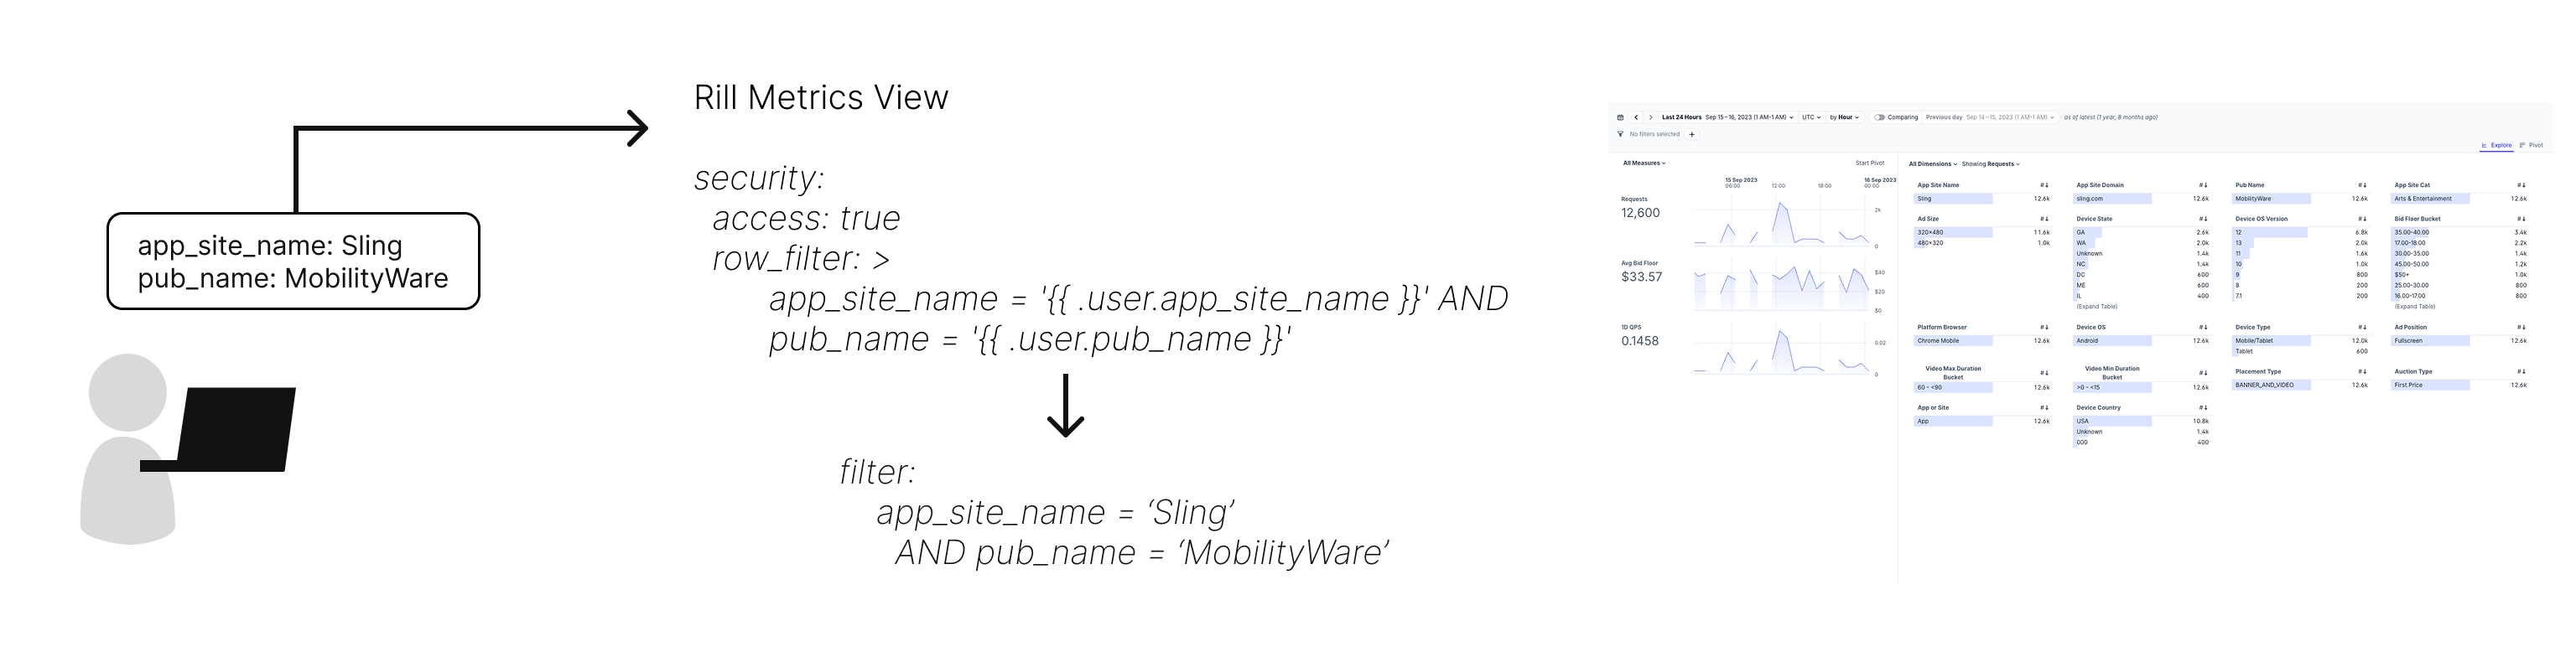 app_site_name: Sling
pub_name: MobilityWare
Rill Metrics View
security:
access: true
row_filter: >
app_site_name = '{{ .user.app_site_name }}' AND
pub_name = '{{ .user.pub_name }}'
filter:
app_site_name = ‘Sling’
AND pub_name = ‘MobilityWare’
Last 24 Hours Sep 15 – 16, 2023 (1 AM-1 AM) UTC by Hour Comparing Previous day Sep 14 – 15, 2023 (1 AM-1 AM) as of latest (1 year, 8 months ago)
No filters selected +
Explore Pivot
All Measures Start Pivot
15 Sep 2023 16 Sep 2023
06:00 12:00 18:00 00:00
Requests
12,600
2k
0
Avg Bid Floor
$33.57
$40
$20
$0
1D QPS
0.1458
0.02
0
All Dimensions Showing Requests
App Site Name #
Sling 12.6k
App Site Domain #
sling.com 12.6k
Pub Name #
MobilityWare 12.6k
App Site Cat #
Arts & Entertainment 12.6k
Ad Size #
320x480 11.6k
480x320 1.0k
Device State #
GA 2.6k
WA 2.0k
Unknown 1.4k
NC 1.4k
DC 600
ME 600
IL 400
(Expand Table)
Device OS Version #
12 6.8k
13 2.0k
11 1.6k
10 1.0k
9 800
8 200
7.1 200
Bid Floor Bucket #
35.00-40.00 3.4k
17.00-18.00 2.2k
30.00-35.00 1.4k
45.00-50.00 1.2k
$50+ 1.0k
25.00-30.00 800
16.00-17.00 800
(Expand Table)
Platform Browser #
Chrome Mobile 12.6k
Device OS #
Android 12.6k
Device Type #
Mobile/Tablet 12.0k
Tablet 600
Ad Position #
Fullscreen 12.6k
Video Max Duration
Bucket #
60 - <90 12.6k
Video Min Duration
Bucket #
>0 - <15 12.6k
Placement Type #
BANNER_AND_VIDEO 12.6k
Auction Type #
First Price 12.6k
App or Site #
App 12.6k
Device Country #
USA 10.8k
Unknown 1.4k
000 400